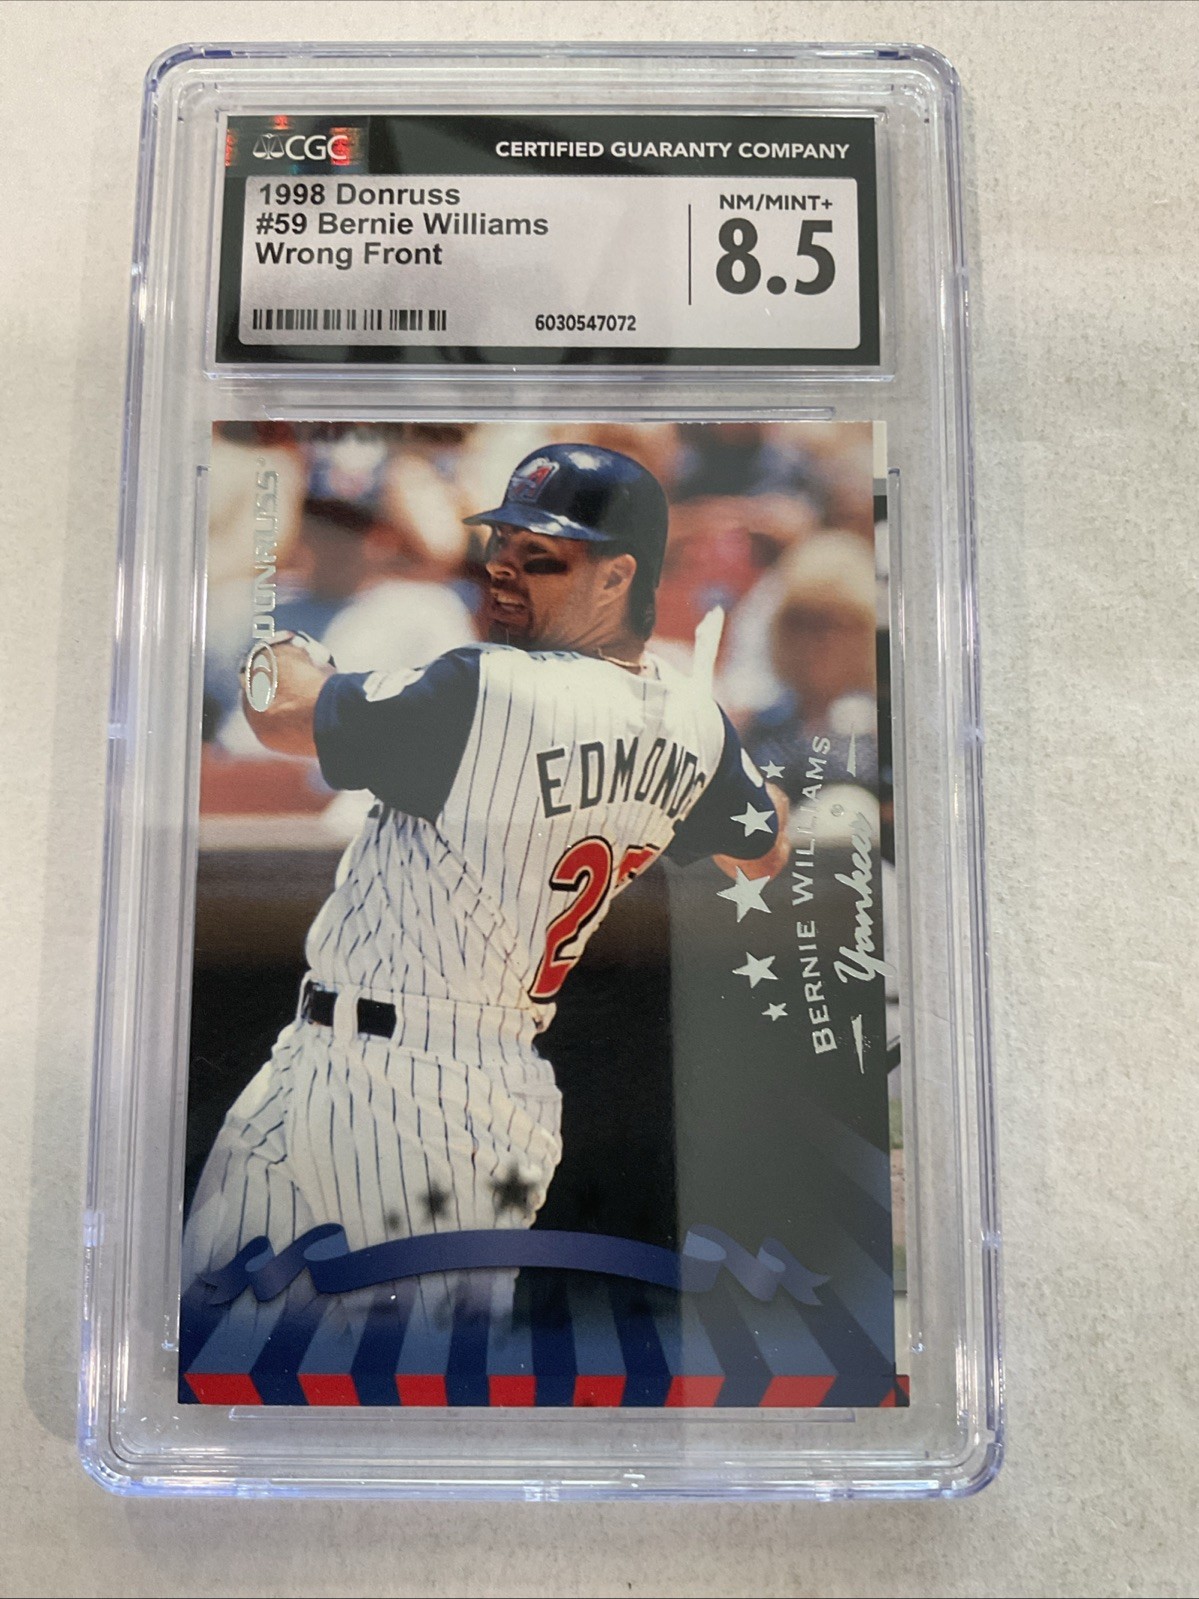 CGC
CERTIFIED GUARANTY COMPANY
1998 Donruss
#59 Bernie Williams
Wrong Front
NM/MINT+
8.5
6030547072
DONRUSS
A
EDMONDS
27
BERNIE WILLIAMS
Yankees